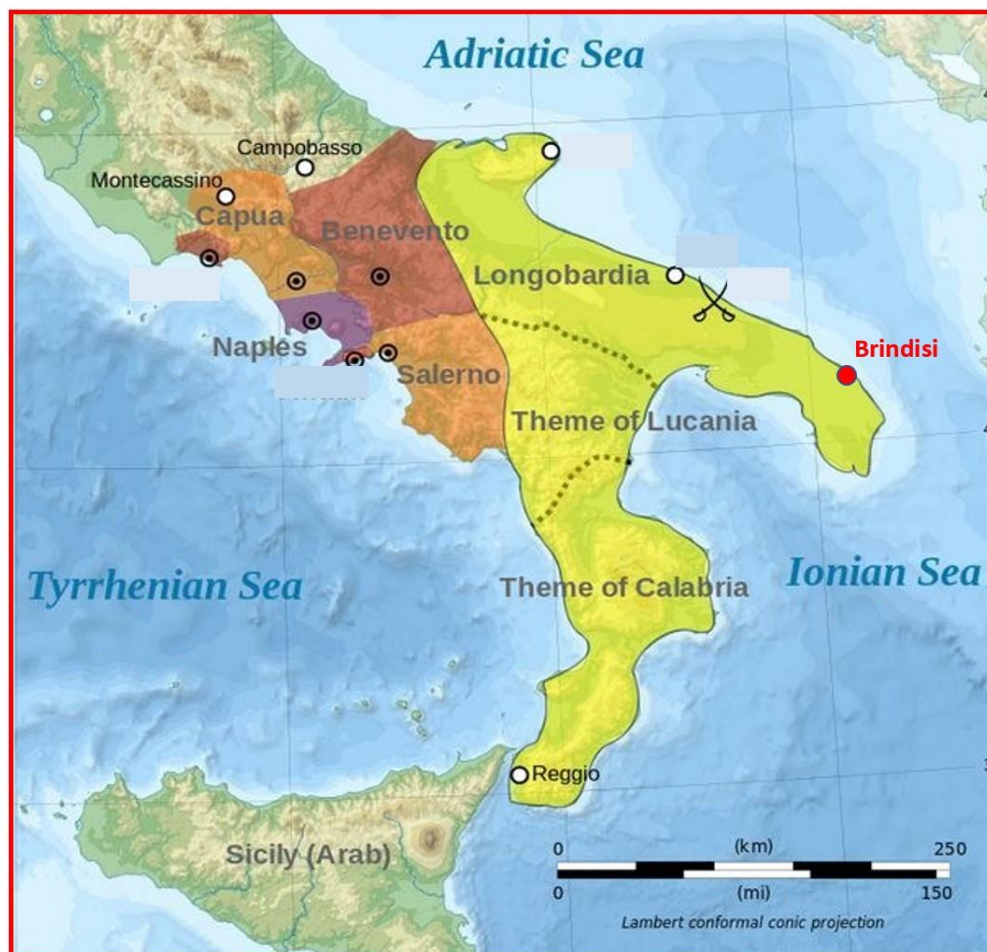 Adriatic Sea
Campobasso
Montecassino
Capua
Benevento
Longobardia
Naples
Brindisi
Salerno
Theme of Lucania
Tyrrhenian Sea
Ionian Sea
Theme of Calabria
Reggio
Sicily (Arab)
0 (km) 250
0 (mi) 150
Lambert conformal conic projection